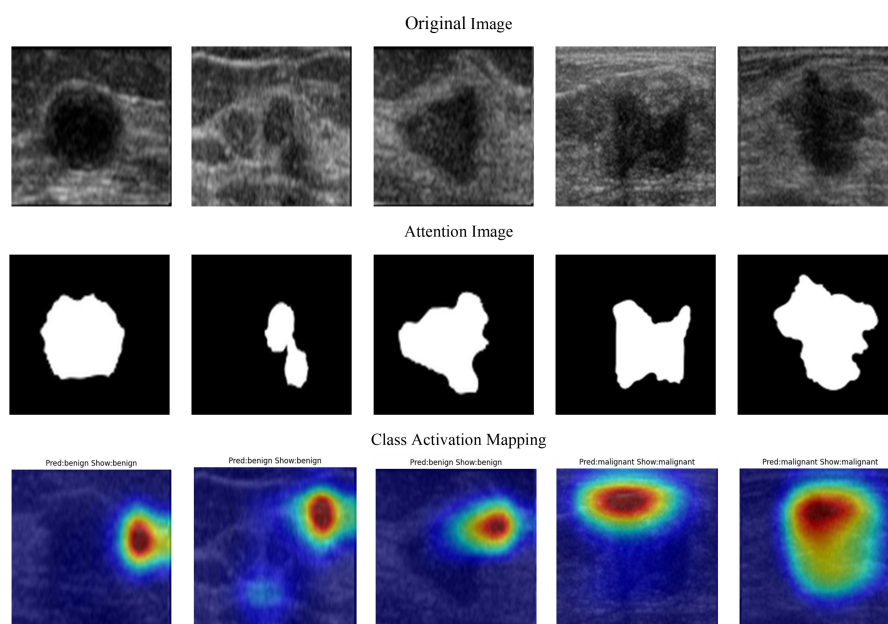 Original Image
Attention Image
Class Activation Mapping
Pred:benign Show:benign
Pred:benign Show:benign
Pred:benign Show:benign
Pred:malignant Show:malignant
Pred:malignant Show:malignant